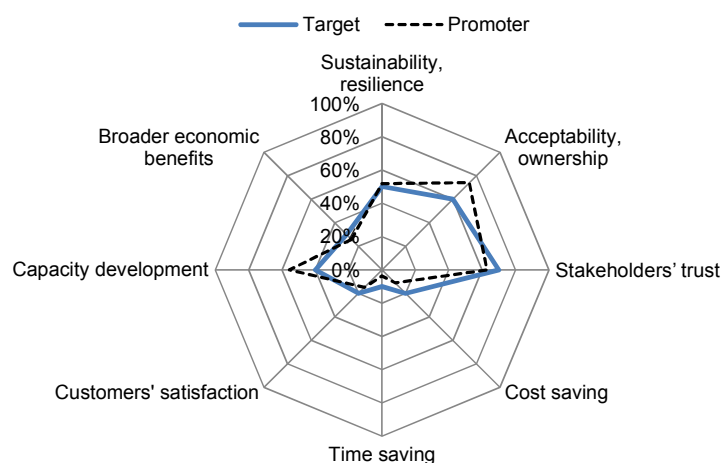 Target
Promoter
Sustainability,
resilience
100%
80%
60%
40%
20%
0%
Acceptability,
ownership
Stakeholders’ trust
Cost saving
Time saving
Customers' satisfaction
Capacity development
Broader economic
benefits